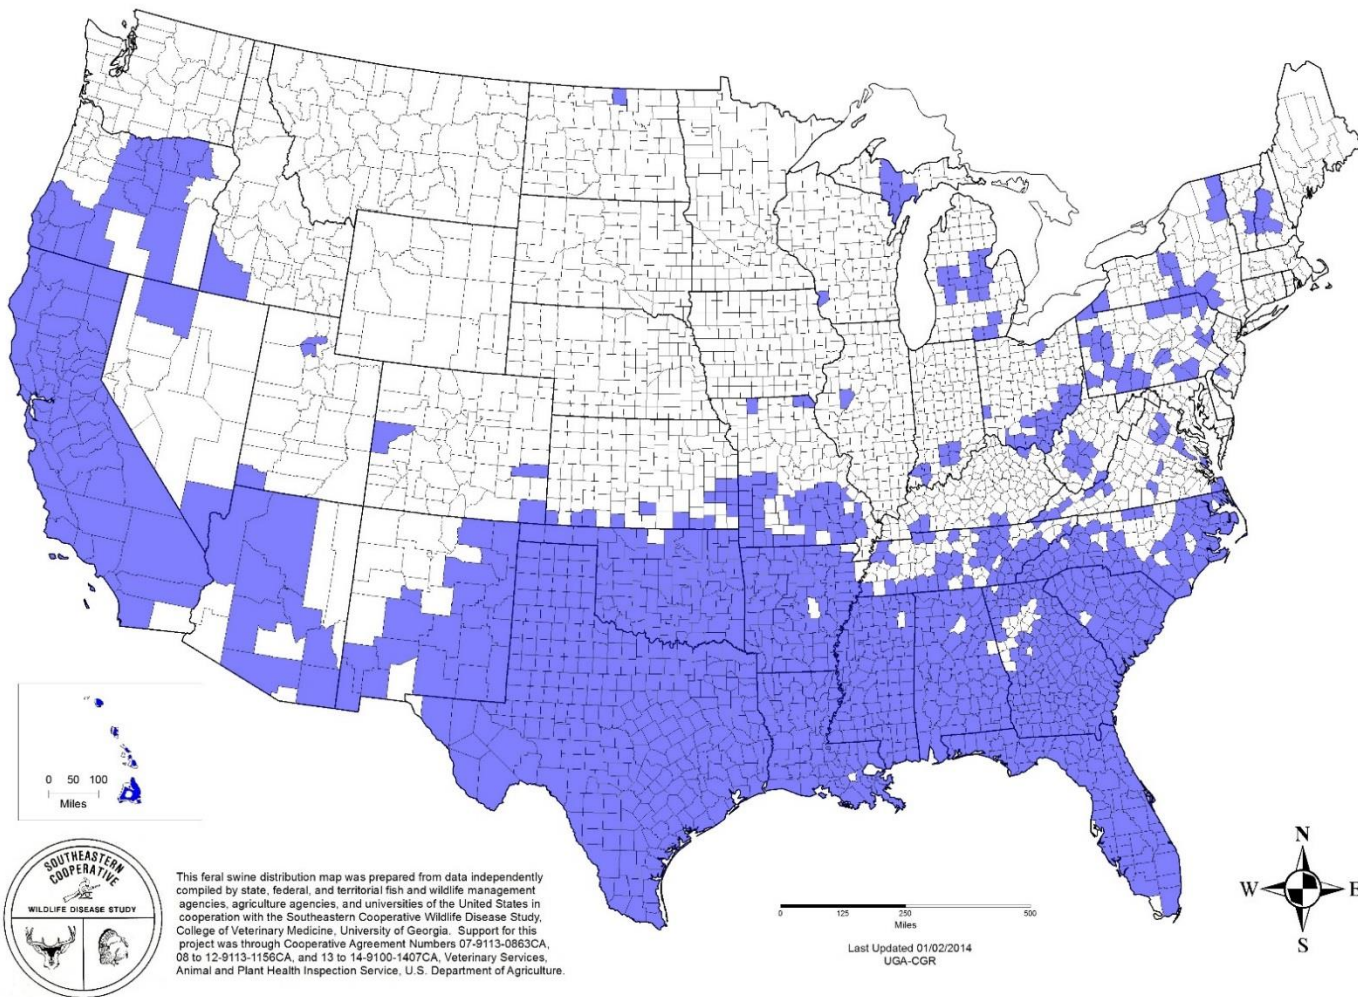 0 50 100
Miles
SOUTHEASTERN
COOPERATIVE
WILDLIFE DISEASE STUDY
This feral swine distribution map was prepared from data independently
compiled by state, federal, and territorial fish and wildlife management
agencies, agriculture agencies, and universities of the United States in
cooperation with the Southeastern Cooperative Wildlife Disease Study,
College of Veterinary Medicine, University of Georgia. Support for this
project was through Cooperative Agreement Numbers 07-9113-0863CA,
08 to 12-9113-1156CA, and 13 to 14-9100-1407CA, Veterinary Services,
Animal and Plant Health Inspection Service, U.S. Department of Agriculture.
0 125 250 500
Miles
Last Updated 01/02/2014
UGA-CGR
N
W E
S